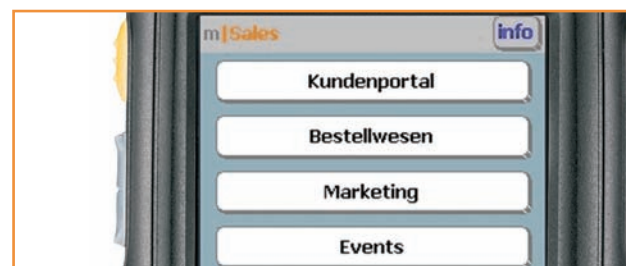 m|Sales info
Kundenportal
Bestellwesen
Marketing
Events